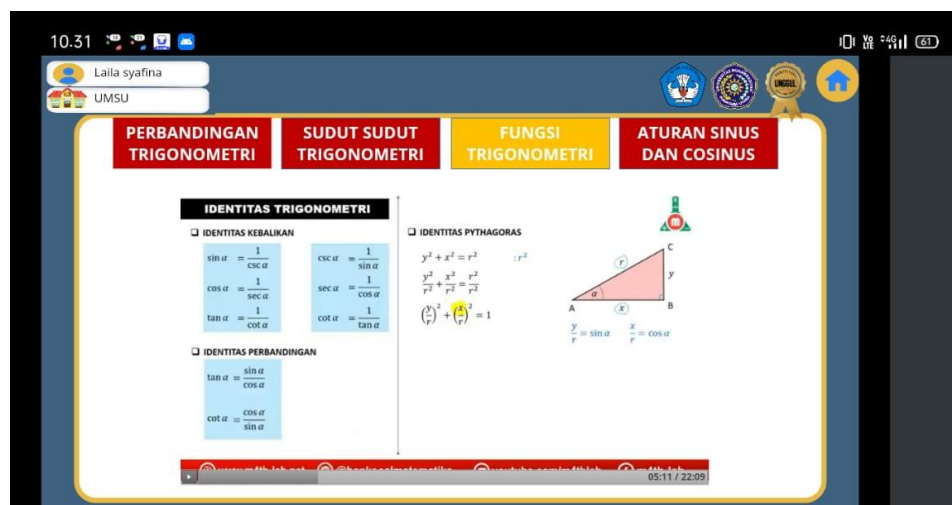 10.31
61
Laila syafina
UMSU
UNGGUL
PERBANDINGAN
TRIGONOMETRI
SUDUT SUDUT
TRIGONOMETRI
FUNGSI
TRIGONOMETRI
ATURAN SINUS
DAN COSINUS
IDENTITAS TRIGONOMETRI
❑ IDENTITAS KEBALIKAN
sin α = 1/csc α
cos α = 1/sec α
tan α = 1/cot α
csc α = 1/sin α
sec α = 1/cos α
cot α = 1/tan α
❑ IDENTITAS PERBANDINGAN
tan α = sin α/cos α
cot α = cos α/sin α
❑ IDENTITAS PYTHAGORAS
y² + x² = r² :r²
y²/r² + x²/r² = r²/r²
(y/r)² + (x/r)² = 1
C
r
y
α
A
x
B
y/r = sin α x/r = cos α
05:11 / 22:09